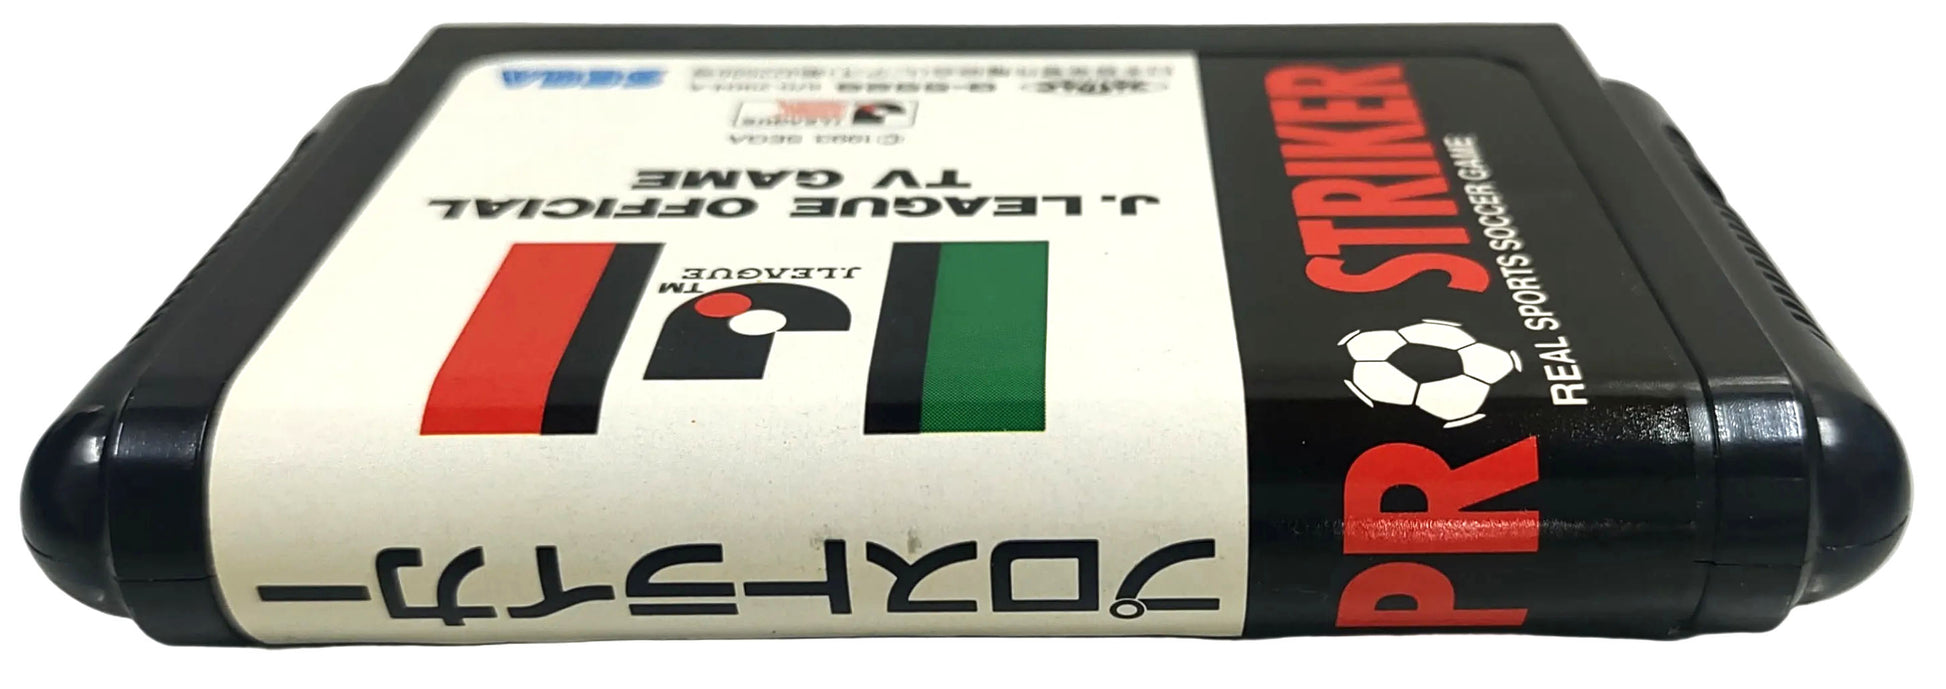 プロストライカー
J.LEAGUE
TM
J. LEAGUE OFFICIAL
TV GAME
©1993 SEGA
J.LEAGUE
SEGA
PRO STRIKER
REAL SPORTS SOCCER GAME